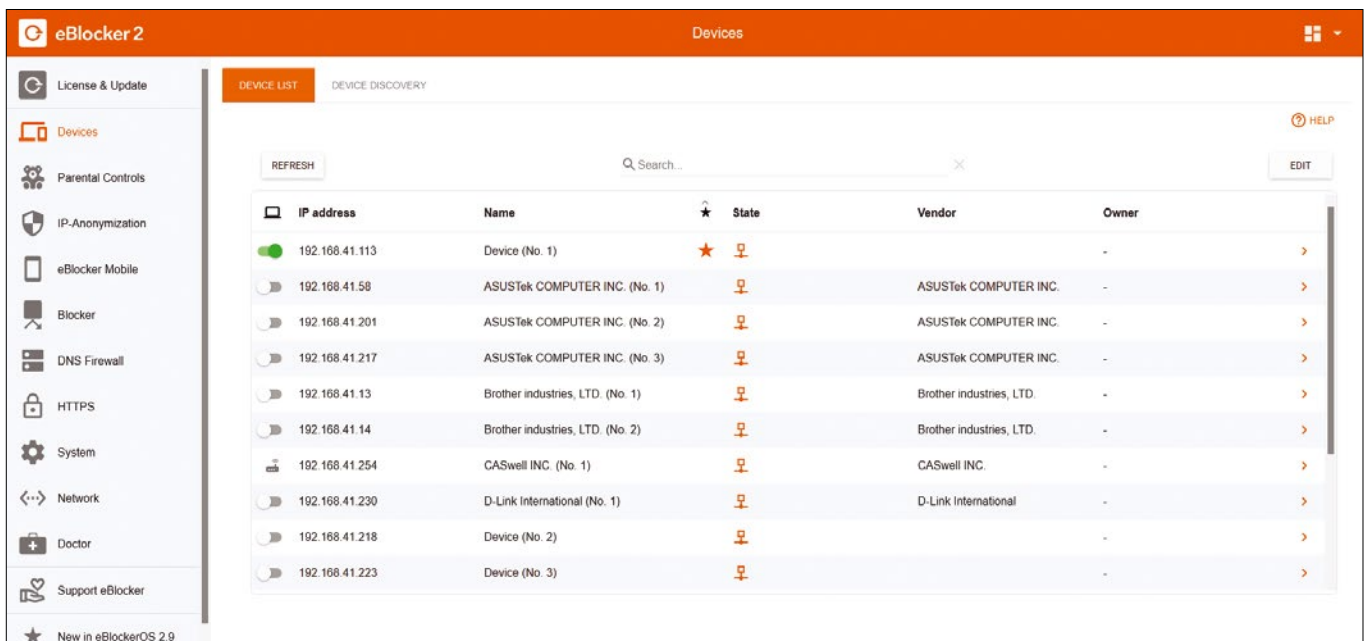 eBlocker 2
Devices
License & Update
Devices
Parental Controls
IP-Anonymization
eBlocker Mobile
Blocker
DNS Firewall
HTTPS
System
Network
Doctor
Support eBlocker
New in eBlockerOS 2.9
DEVICE LIST DEVICE DISCOVERY
HELP
REFRESH Search... EDIT
IP address Name State Vendor Owner
192.168.41.113 Device (No. 1) -
192.168.41.58 ASUSTek COMPUTER INC. (No. 1) ASUSTek COMPUTER INC. -
192.168.41.201 ASUSTek COMPUTER INC. (No. 2) ASUSTek COMPUTER INC. -
192.168.41.217 ASUSTek COMPUTER INC. (No. 3) ASUSTek COMPUTER INC. -
192.168.41.13 Brother industries, LTD. (No. 1) Brother industries, LTD. -
192.168.41.14 Brother industries, LTD. (No. 2) Brother industries, LTD. -
192.168.41.254 CASwell INC. (No. 1) CASwell INC. -
192.168.41.230 D-Link International (No. 1) D-Link International -
192.168.41.218 Device (No. 2) -
192.168.41.223 Device (No. 3) -